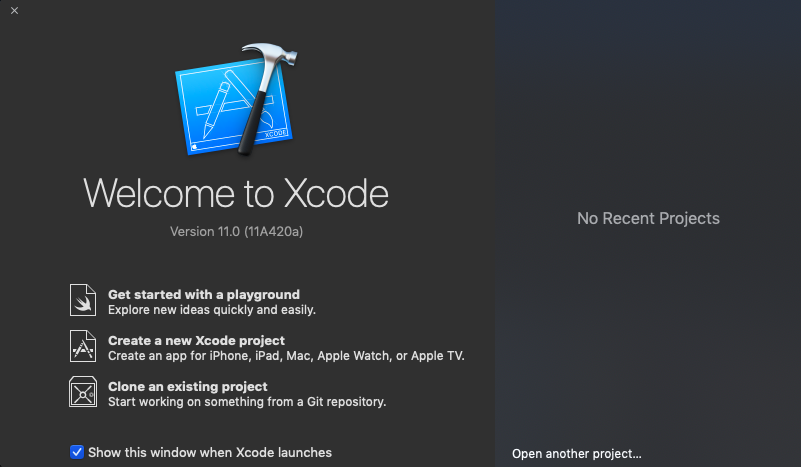 XCODE
Welcome to Xcode
Version 11.0 (11A420a)
Get started with a playground
Explore new ideas quickly and easily.
Create a new Xcode project
Create an app for iPhone, iPad, Mac, Apple Watch, or Apple TV.
Clone an existing project
Start working on something from a Git repository.
Show this window when Xcode launches
No Recent Projects
Open another project...